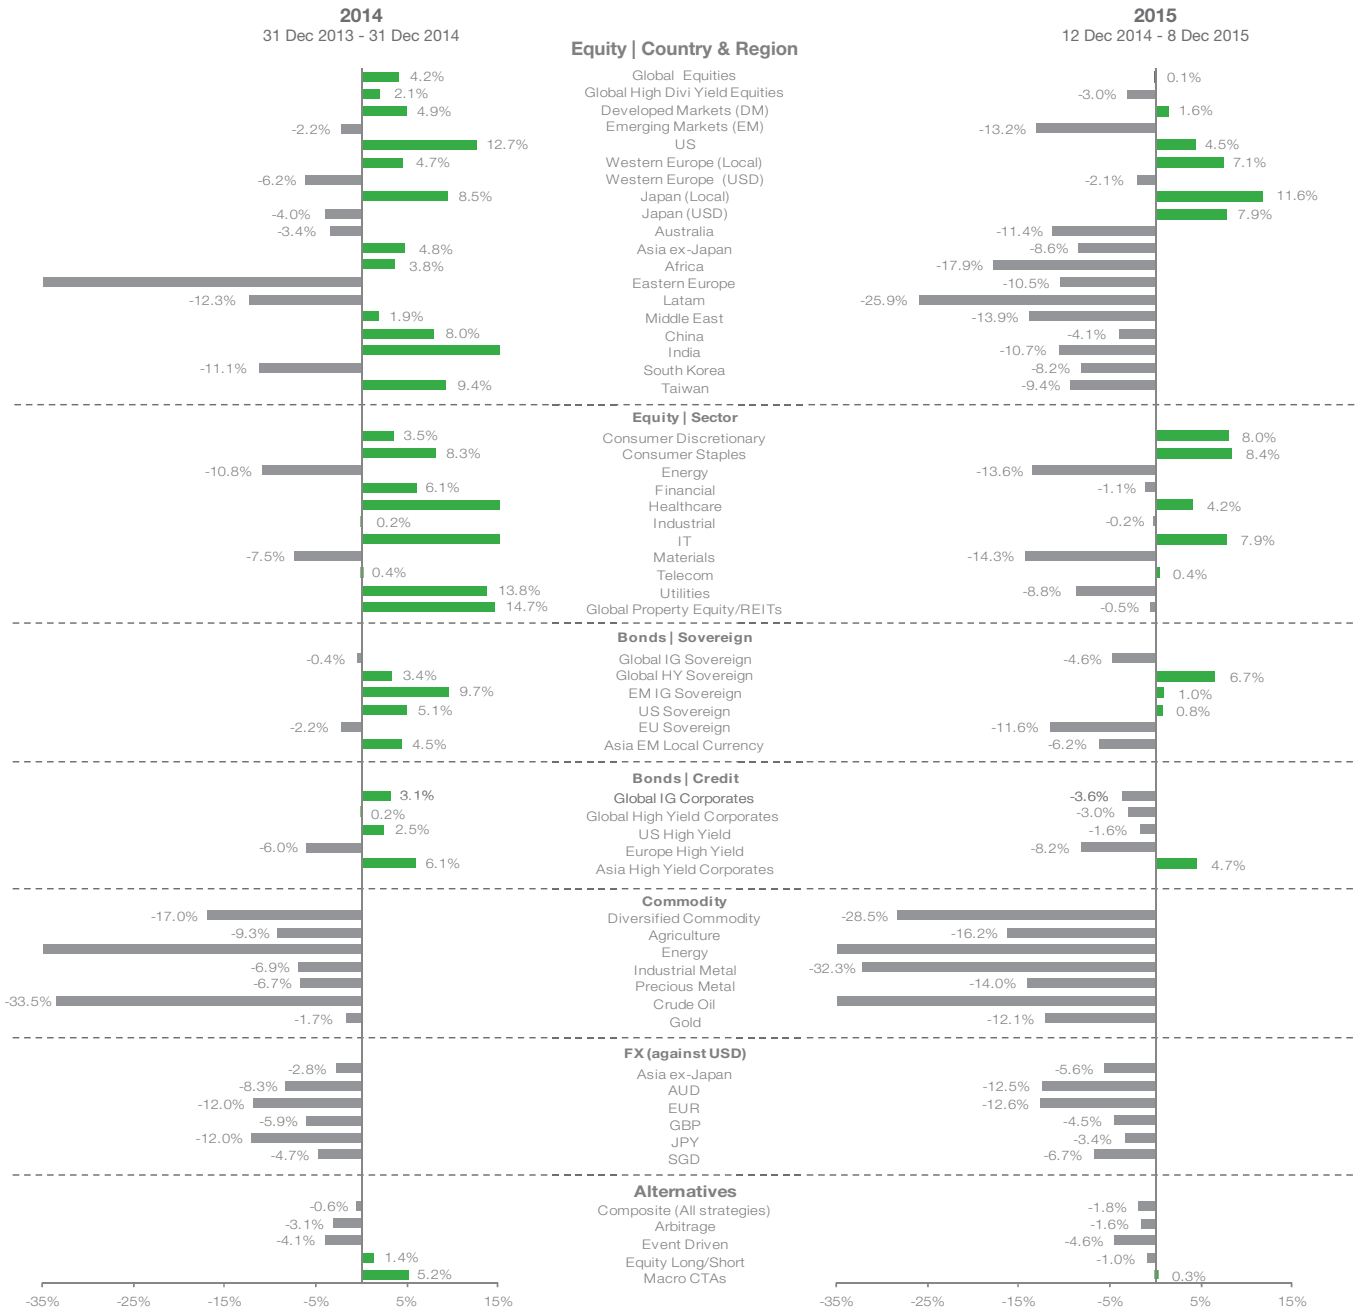 2014
31 Dec 2013 - 31 Dec 2014
2015
12 Dec 2014 - 8 Dec 2015
Equity | Country & Region
4.2% Global Equities 0.1%
2.1% Global High Divi Yield Equities -3.0%
4.9% Developed Markets (DM) 1.6%
-2.2% Emerging Markets (EM) -13.2%
12.7% US 4.5%
4.7% Western Europe (Local) 7.1%
-6.2% Western Europe (USD) -2.1%
8.5% Japan (Local) 11.6%
-4.0% Japan (USD) 7.9%
-3.4% Australia -11.4%
4.8% Asia ex-Japan -8.6%
3.8% Africa -17.9%
Eastern Europe -10.5%
-12.3% Latam -25.9%
1.9% Middle East -13.9%
8.0% China -4.1%
India -10.7%
-11.1% South Korea -8.2%
9.4% Taiwan -9.4%
Equity | Sector
3.5% Consumer Discretionary 8.0%
8.3% Consumer Staples 8.4%
-10.8% Energy -13.6%
6.1% Financial -1.1%
Healthcare 4.2%
0.2% Industrial -0.2%
IT 7.9%
-7.5% Materials -14.3%
0.4% Telecom 0.4%
13.8% Utilities -8.8%
14.7% Global Property Equity/REITs -0.5%
Bonds | Sovereign
-0.4% Global IG Sovereign -4.6%
3.4% Global HY Sovereign 6.7%
9.7% EM IG Sovereign 1.0%
5.1% US Sovereign 0.8%
-2.2% EU Sovereign -11.6%
4.5% Asia EM Local Currency -6.2%
Bonds | Credit
3.1% Global IG Corporates -3.6%
0.2% Global High Yield Corporates -3.0%
2.5% US High Yield -1.6%
-6.0% Europe High Yield -8.2%
6.1% Asia High Yield Corporates 4.7%
Commodity
-17.0% Diversified Commodity -28.5%
-9.3% Agriculture -16.2%
Energy
-6.9% Industrial Metal -32.3%
-6.7% Precious Metal -14.0%
-33.5% Crude Oil
-1.7% Gold -12.1%
FX (against USD)
-2.8% Asia ex-Japan -5.6%
-8.3% AUD -12.5%
-12.0% EUR -12.6%
-5.9% GBP -4.5%
-12.0% JPY -3.4%
-4.7% SGD -6.7%
Alternatives
-0.6% Composite (All strategies) -1.8%
-3.1% Arbitrage -1.6%
-4.1% Event Driven -4.6%
1.4% Equity Long/Short -1.0%
5.2% Macro CTAs 0.3%
-35% -25% -15% -5% 5% 15% -35% -25% -15% -5% 5% 15%